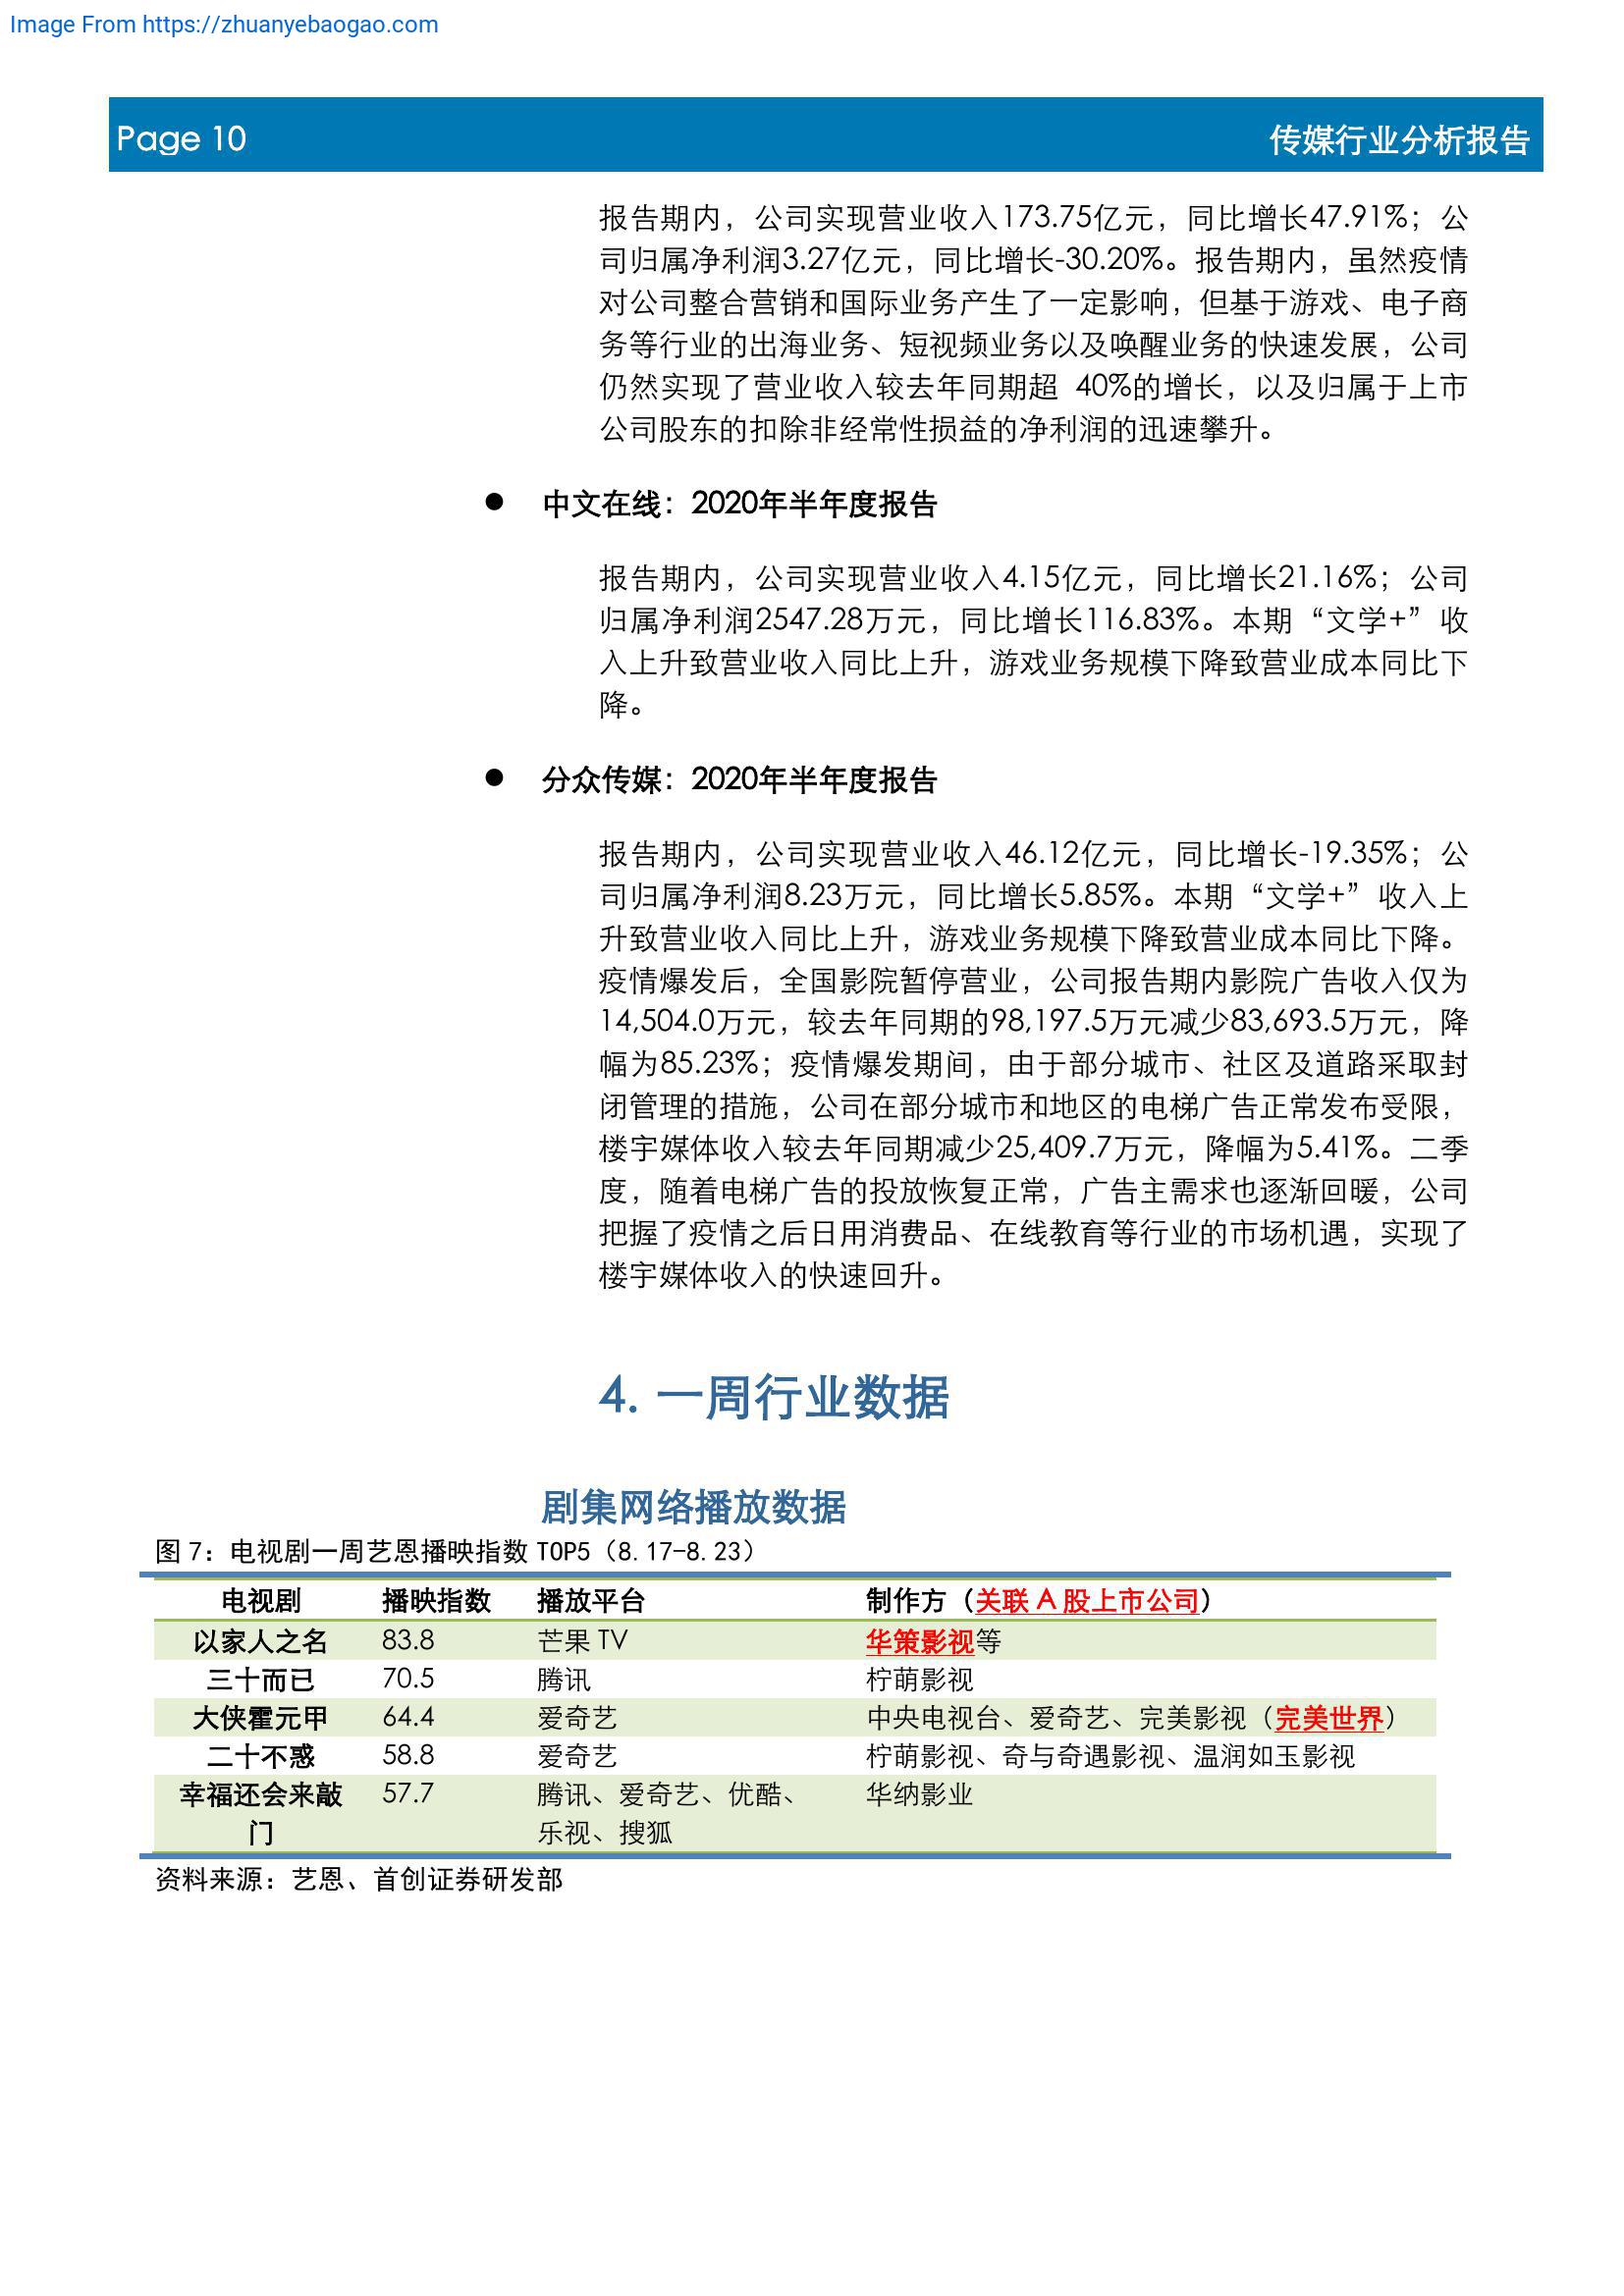 Image From https://zhuanyebaogao.com
Page 10
传媒行业分析报告
报告期内，公司实现营业收入173.75亿元，同比增长47.91%；公
司归属净利润3.27亿元，同比增长-30.20%。报告期内，虽然疫情
对公司整合营销和国际业务产生了一定影响，但基于游戏、电子商
务等行业的出海业务、短视频业务以及唤醒业务的快速发展，公司
仍然实现了营业收入较去年同期超 40%的增长，以及归属于上市
公司股东的扣除非经常性损益的净利润的迅速攀升。
● 中文在线：2020年半年度报告
报告期内，公司实现营业收入4.15亿元，同比增长21.16%；公司
归属净利润2547.28万元，同比增长116.83%。本期“文学+”收
入上升致营业收入同比上升，游戏业务规模下降致营业成本同比下
降。
● 分众传媒：2020年半年度报告
报告期内，公司实现营业收入46.12亿元，同比增长-19.35%；公
司归属净利润8.23万元，同比增长5.85%。本期“文学+”收入上
升致营业收入同比上升，游戏业务规模下降致营业成本同比下降。
疫情爆发后，全国影院暂停营业，公司报告期内影院广告收入仅为
14,504.0万元，较去年同期的98,197.5万元减少83,693.5万元，降
幅为85.23%；疫情爆发期间，由于部分城市、社区及道路采取封
闭管理的措施，公司在部分城市和地区的电梯广告正常发布受限，
楼宇媒体收入较去年同期减少25,409.7万元，降幅为5.41%。二季
度，随着电梯广告的投放恢复正常，广告主需求也逐渐回暖，公司
把握了疫情之后日用消费品、在线教育等行业的市场机遇，实现了
楼宇媒体收入的快速回升。
4. 一周行业数据
剧集网络播放数据
图 7：电视剧一周艺恩播映指数 TOP5（8.17-8.23）
电视剧 播映指数 播放平台 制作方（关联 A 股上市公司）
以家人之名 83.8 芒果 TV 华策影视等
三十而已 70.5 腾讯 柠萌影视
大侠霍元甲 64.4 爱奇艺 中央电视台、爱奇艺、完美影视（完美世界）
二十不惑 58.8 爱奇艺 柠萌影视、奇与奇遇影视、温润如玉影视
幸福还会来敲 57.7 腾讯、爱奇艺、优酷、 华纳影业
门 乐视、搜狐
资料来源：艺恩、首创证券研发部